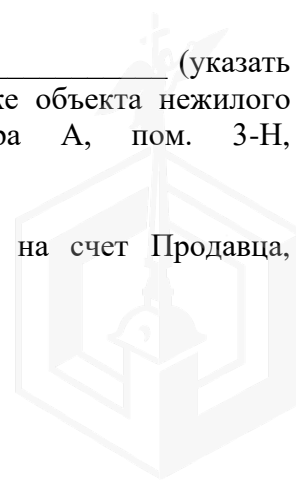 ____________ (указать
ке объекта нежилого
ра А, пом. 3-Н,
на счет Продавца,